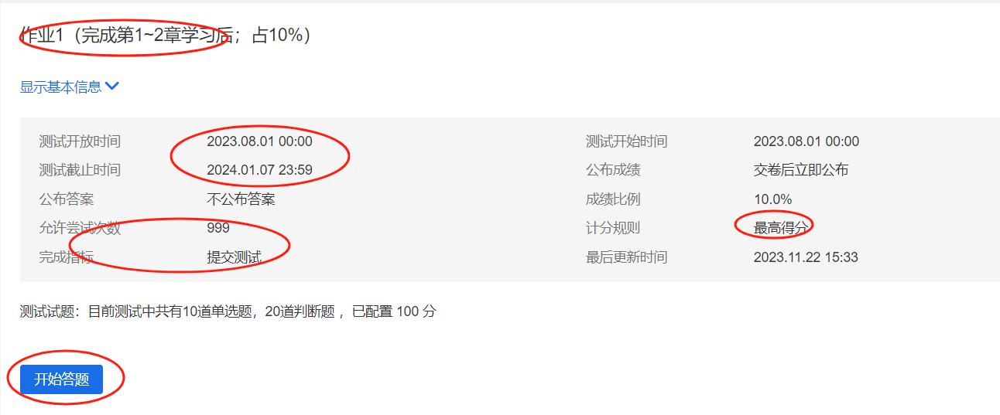 作业1（完成第1~2章学习后；占10%）
显示基本信息
测试开放时间 2023.08.01 00:00 测试开始时间 2023.08.01 00:00
测试截止时间 2024.01.07 23:59 公布成绩 交卷后立即公布
公布答案 不公布答案 成绩比例 10.0%
允许尝试次数 999 计分规则 最高得分
完成指标 提交测试 最后更新时间 2023.11.22 15:33
测试试题：目前测试中共有10道单选题，20道判断题 ，已配置 100 分
开始答题